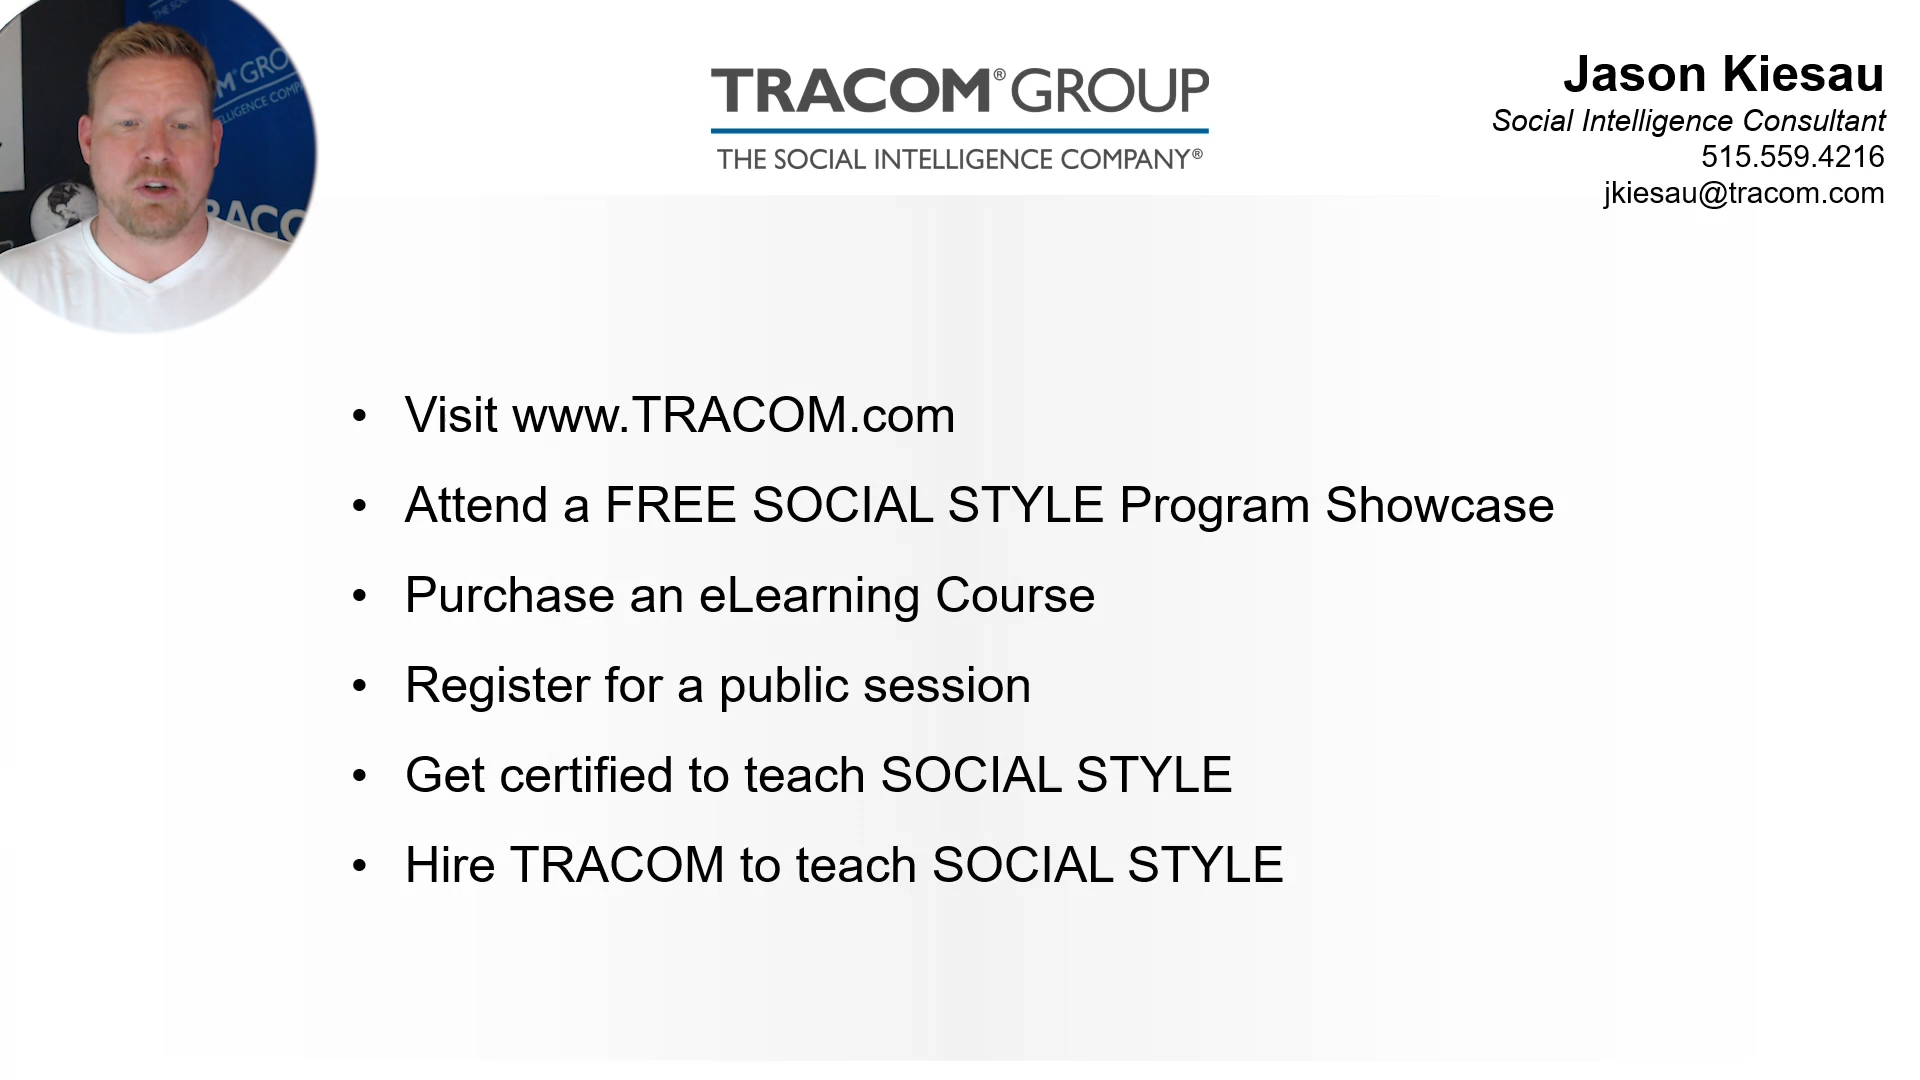 TRACOM® GROUP
THE SOCIAL INTELLIGENCE COMPANY®
Jason Kiesau
Social Intelligence Consultant
515.559.4216
jkiesau@tracom.com
• Visit www.TRACOM.com
• Attend a FREE SOCIAL STYLE Program Showcase
• Purchase an eLearning Course
• Register for a public session
• Get certified to teach SOCIAL STYLE
• Hire TRACOM to teach SOCIAL STYLE